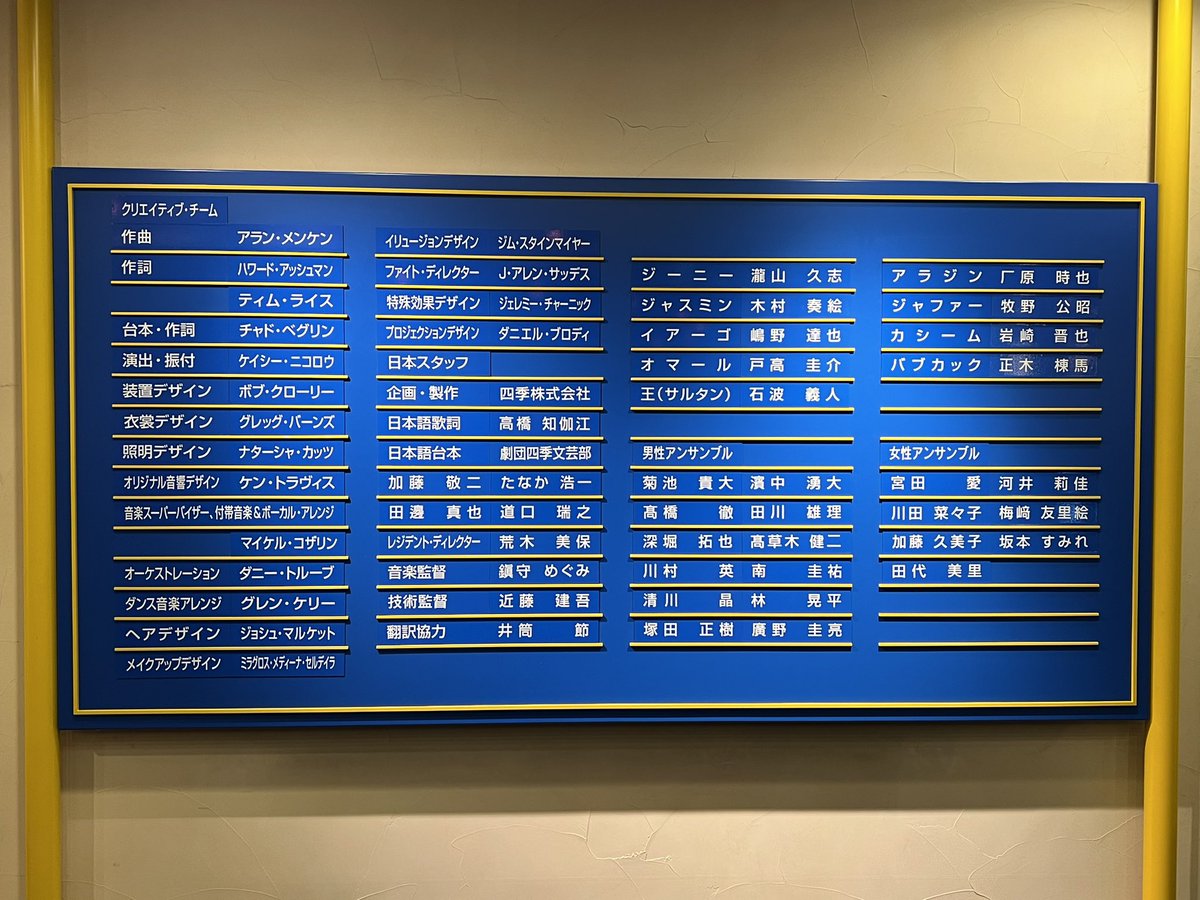 クリエイティブ・チーム
作曲 アラン・メンケン
作詞 ハワード・アッシュマン
ティム・ライス
台本・作詞 チャド・ベグリン
演出・振付 ケイシー・ニコロウ
装置デザイン ボブ・クローリー
衣裳デザイン グレッグ・バーンズ
照明デザイン ナターシャ・カッツ
オリジナル音響デザイン ケン・トラヴィス
音楽スーパーバイザー、付帯音楽&ボーカル・アレンジ
マイケル・コザリン
オーケストレーション ダニー・トルーブ
ダンス音楽アレンジ グレン・ケリー
ヘアデザイン ジョシュ・マルケット
メイクアップデザイン ミラグロス・メディーナ・セルデイラ
イリュージョンデザイン ジム・スタインマイヤー
ファイト・ディレクター J・アレン・サッデス
特殊効果デザイン ジェレミー・チャーニック
プロジェクションデザイン ダニエル・ブロディ
日本スタッフ
企画・製作 四季株式会社
日本語歌詞 高橋 知伽江
日本語台本 劇団四季文芸部
加藤 敬二 たなか 浩一
田邊 真也 道口 瑞之
レジデント・ディレクター 荒木 美保
音楽監督 鎮守 めぐみ
技術監督 近藤 建吾
翻訳協力 井筒 節
ジーニー 瀧山 久志
ジャスミン 木村 奏絵
イアーゴ 嶋野 達也
オマール 戸高 圭介
王(サルタン) 石波 義人
男性アンサンブル
菊池 貴大 濱中 湧大
髙橋 徹 田川 雄理
深堀 拓也 髙草木 健二
川村 英 南 圭祐
清川 晶 林 晃平
塚田 正樹 廣野 圭亮
アラジン 厂原 時也
ジャファー 牧野 公昭
カシーム 岩崎 晋也
バブカック 正木 棟馬
女性アンサンブル
宮田 愛 河井 莉佳
川田 菜々子 梅﨑 友里絵
加藤 久美子 坂本 すみれ
田代 美里